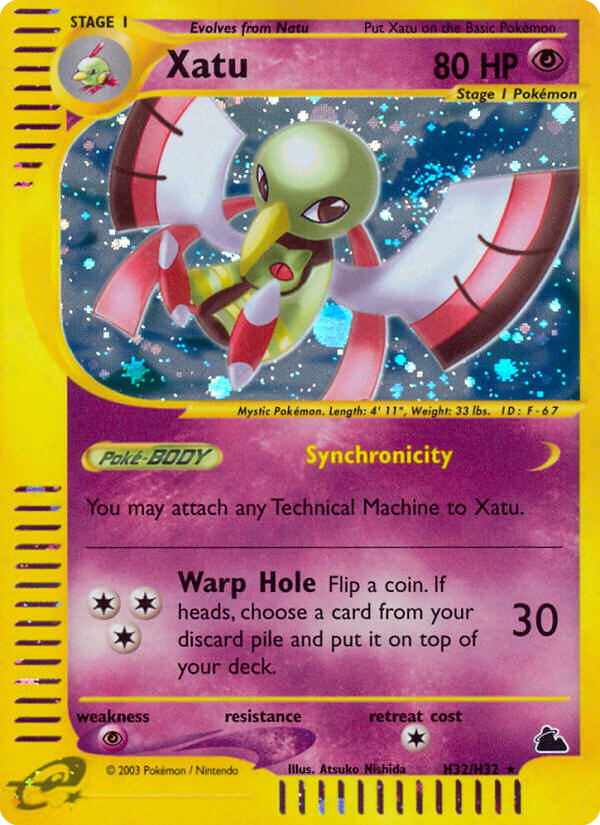 STAGE 1 Evolves from Natu Put Xatu on the Basic Pokémon
Xatu 80 HP
Stage 1 Pokémon
Mystic Pokémon. Length: 4' 11", Weight: 33 lbs. ID: F-67
Poké-BODY Synchronicity
You may attach any Technical Machine to Xatu.
Warp Hole Flip a coin. If
heads, choose a card from your
discard pile and put it on top of
your deck.
30
weakness resistance retreat cost
© 2003 Pokémon / Nintendo Illus. Atsuko Nishida H32/H32
e